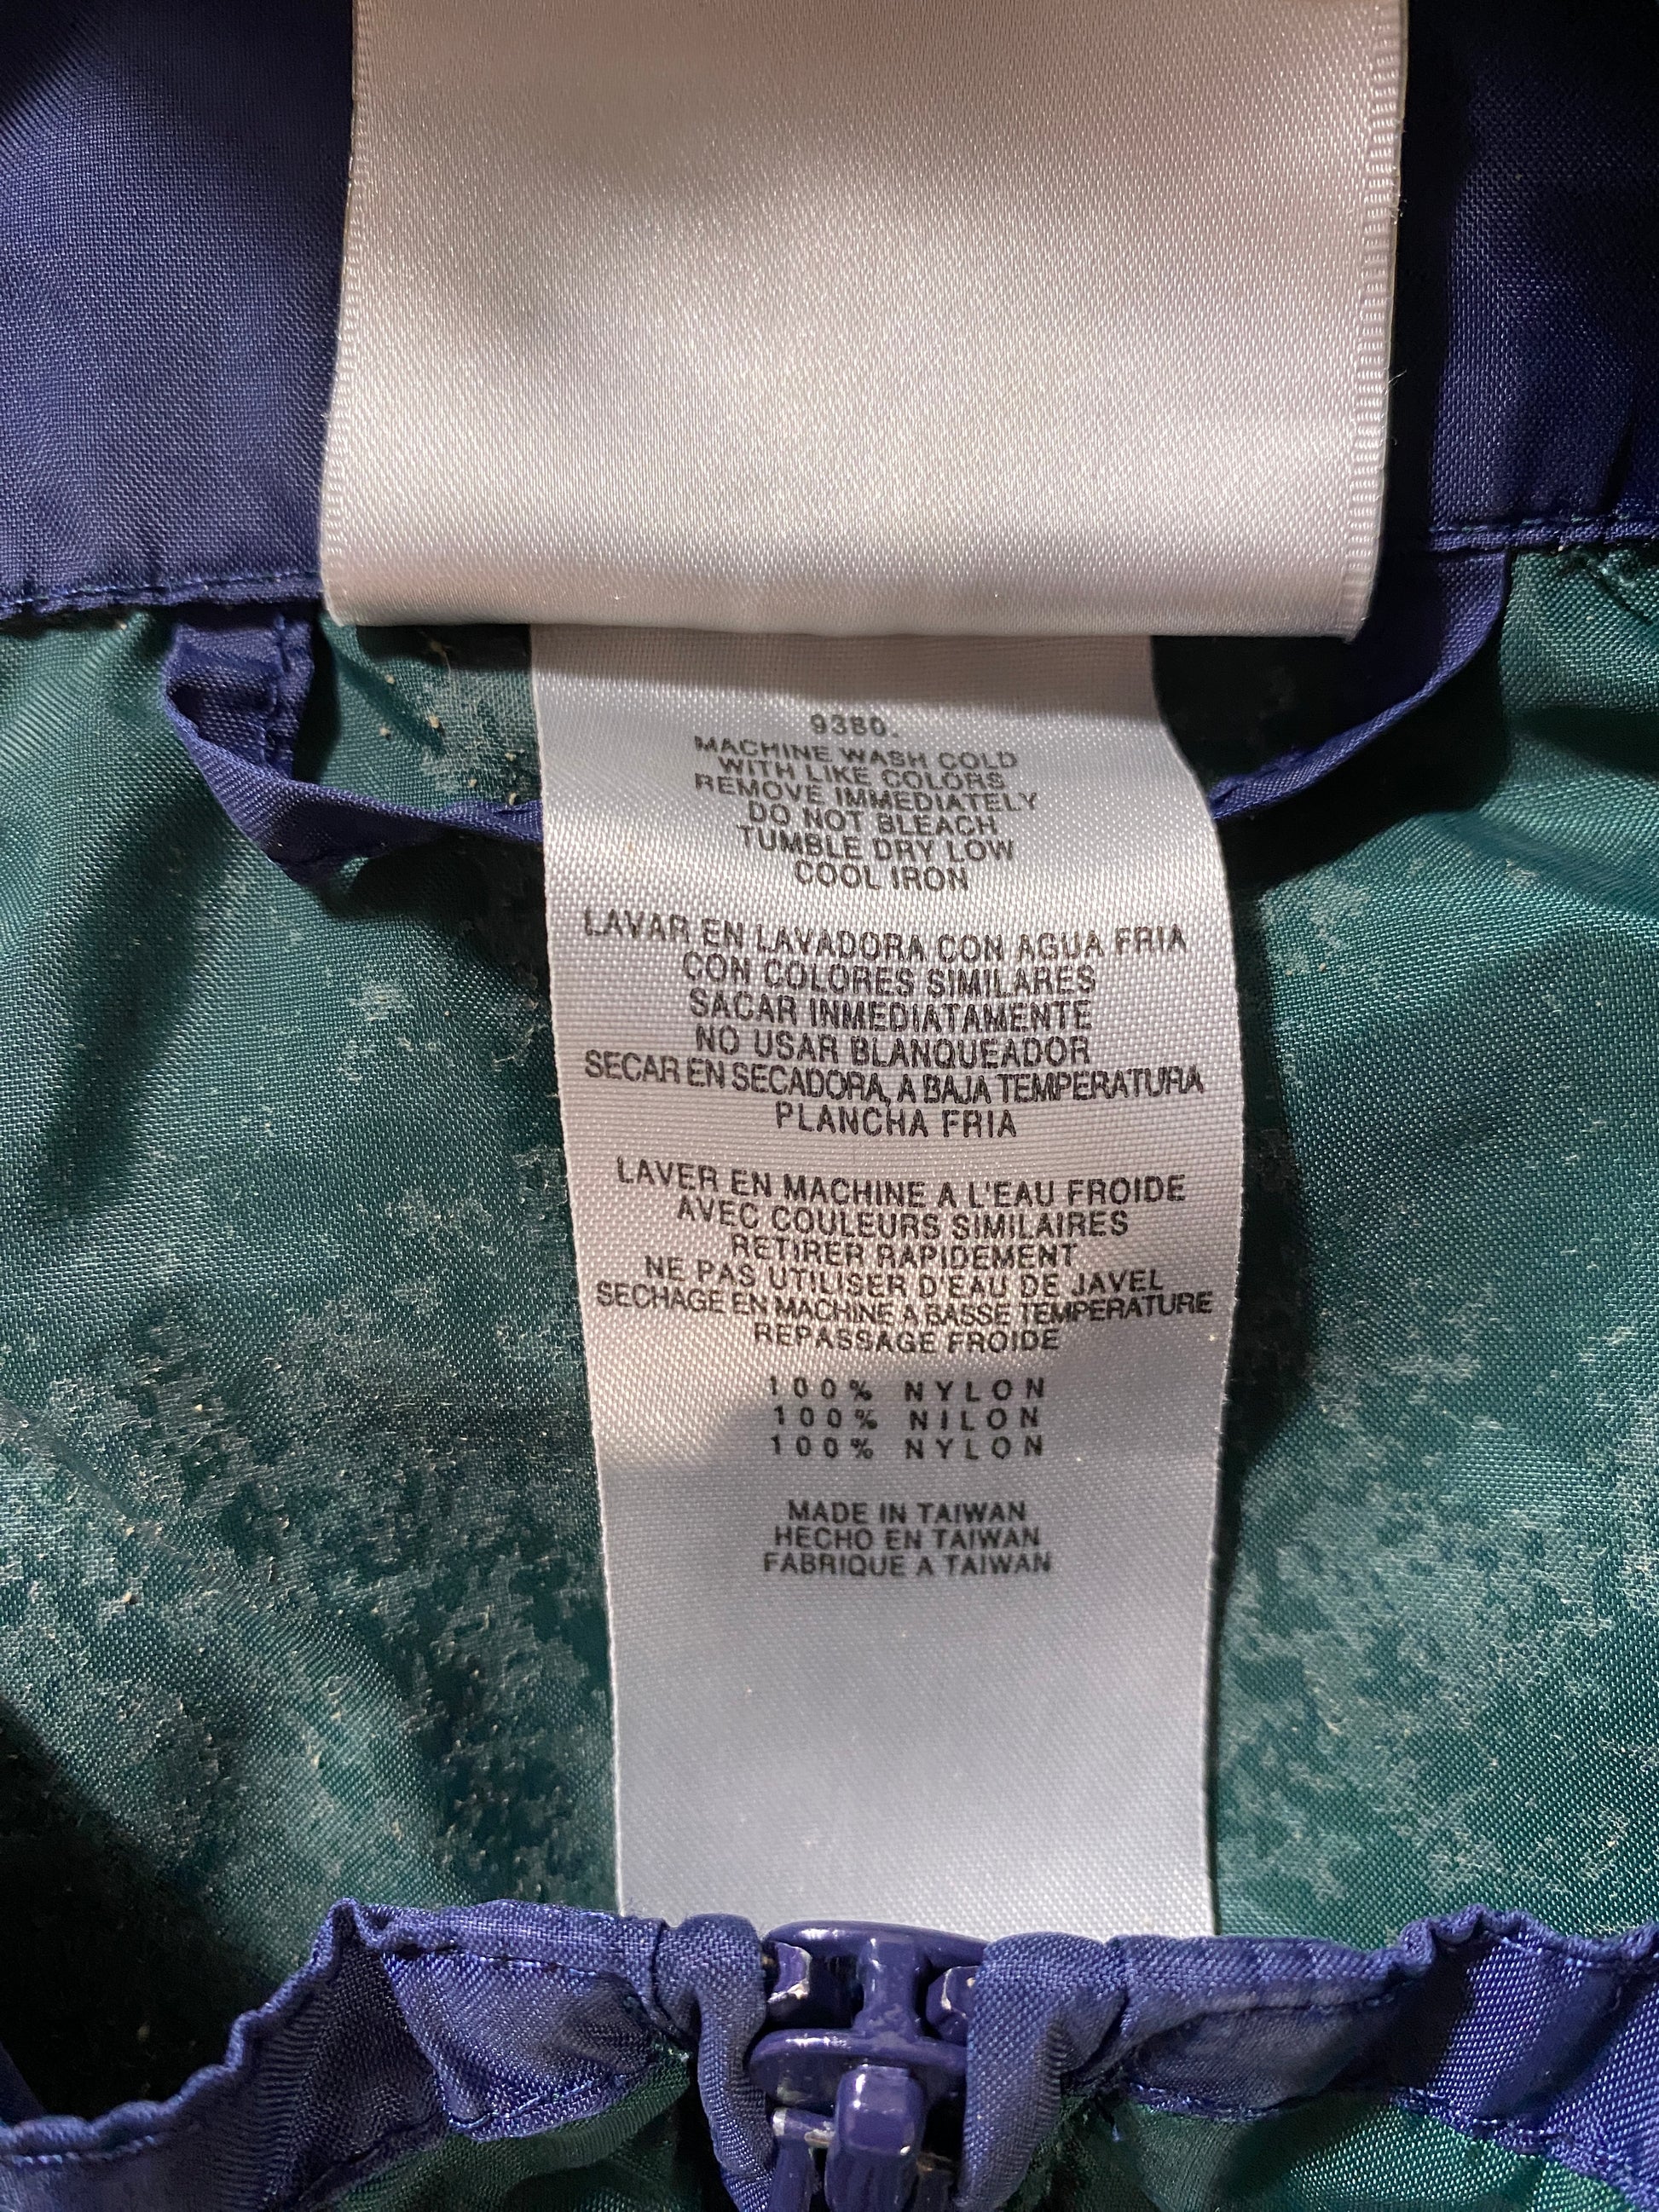 9380.
MACHINE WASH COLD
WITH LIKE COLORS
REMOVE IMMEDIATELY
DO NOT BLEACH
TUMBLE DRY LOW
COOL IRON
LAVAR EN LAVADORA CON AGUA FRIA
CON COLORES SIMILARES
SACAR INMEDIATAMENTE
NO USAR BLANQUEADOR
SECAR EN SECADORA, A BAJA TEMPERATURA
PLANCHA FRIA
LAVER EN MACHINE A L'EAU FROIDE
AVEC COULEURS SIMILAIRES
RETIRER RAPIDEMENT
NE PAS UTILISER D'EAU DE JAVEL
SECHAGE EN MACHINE A BASSE TEMPERATURE
REPASSAGE FROIDE
100% NYLON
100% NILON
100% NYLON
MADE IN TAIWAN
HECHO EN TAIWAN
FABRIQUE A TAIWAN